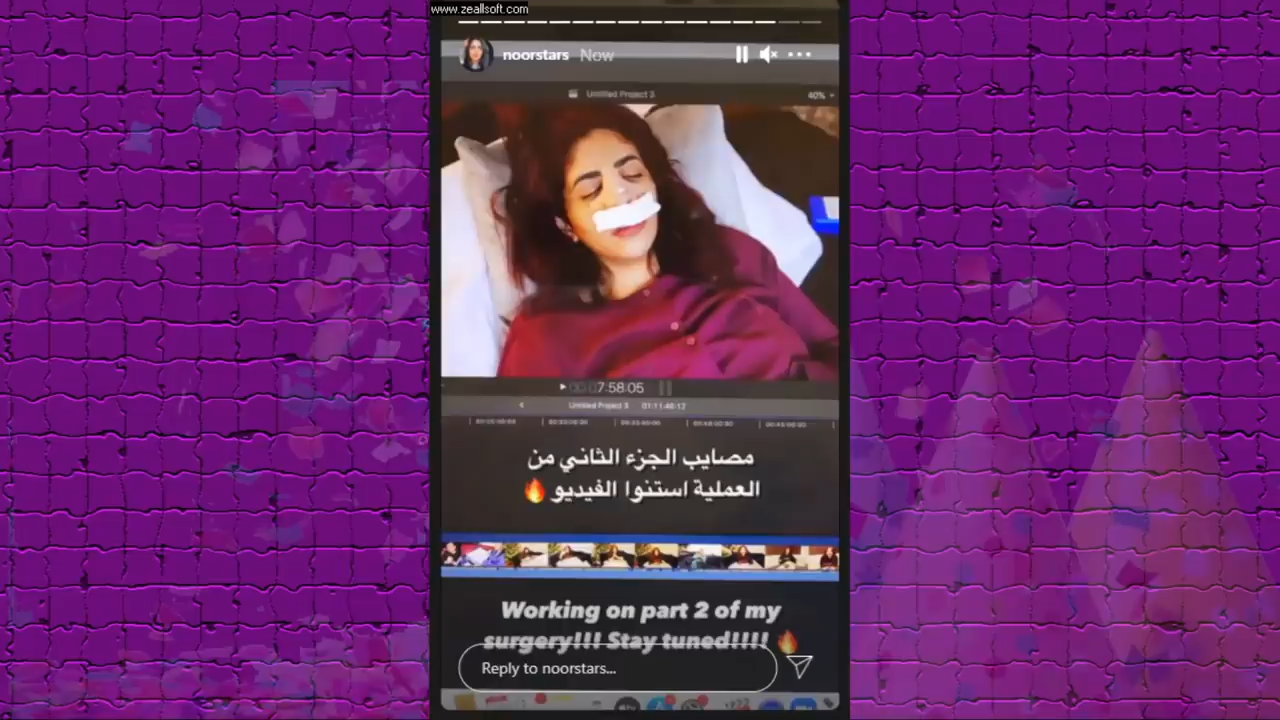 www.zeallsoft.com
noorstars Now
Untitled Project 3 40%
7:58:05
Untitled Project 3 01:11:46:12
مصايب الجزء الثاني من
العملية استنوا الفيديو 🔥
Working on part 2 of my
surgery!!! Stay tuned!!!! 🔥
Reply to noorstars...